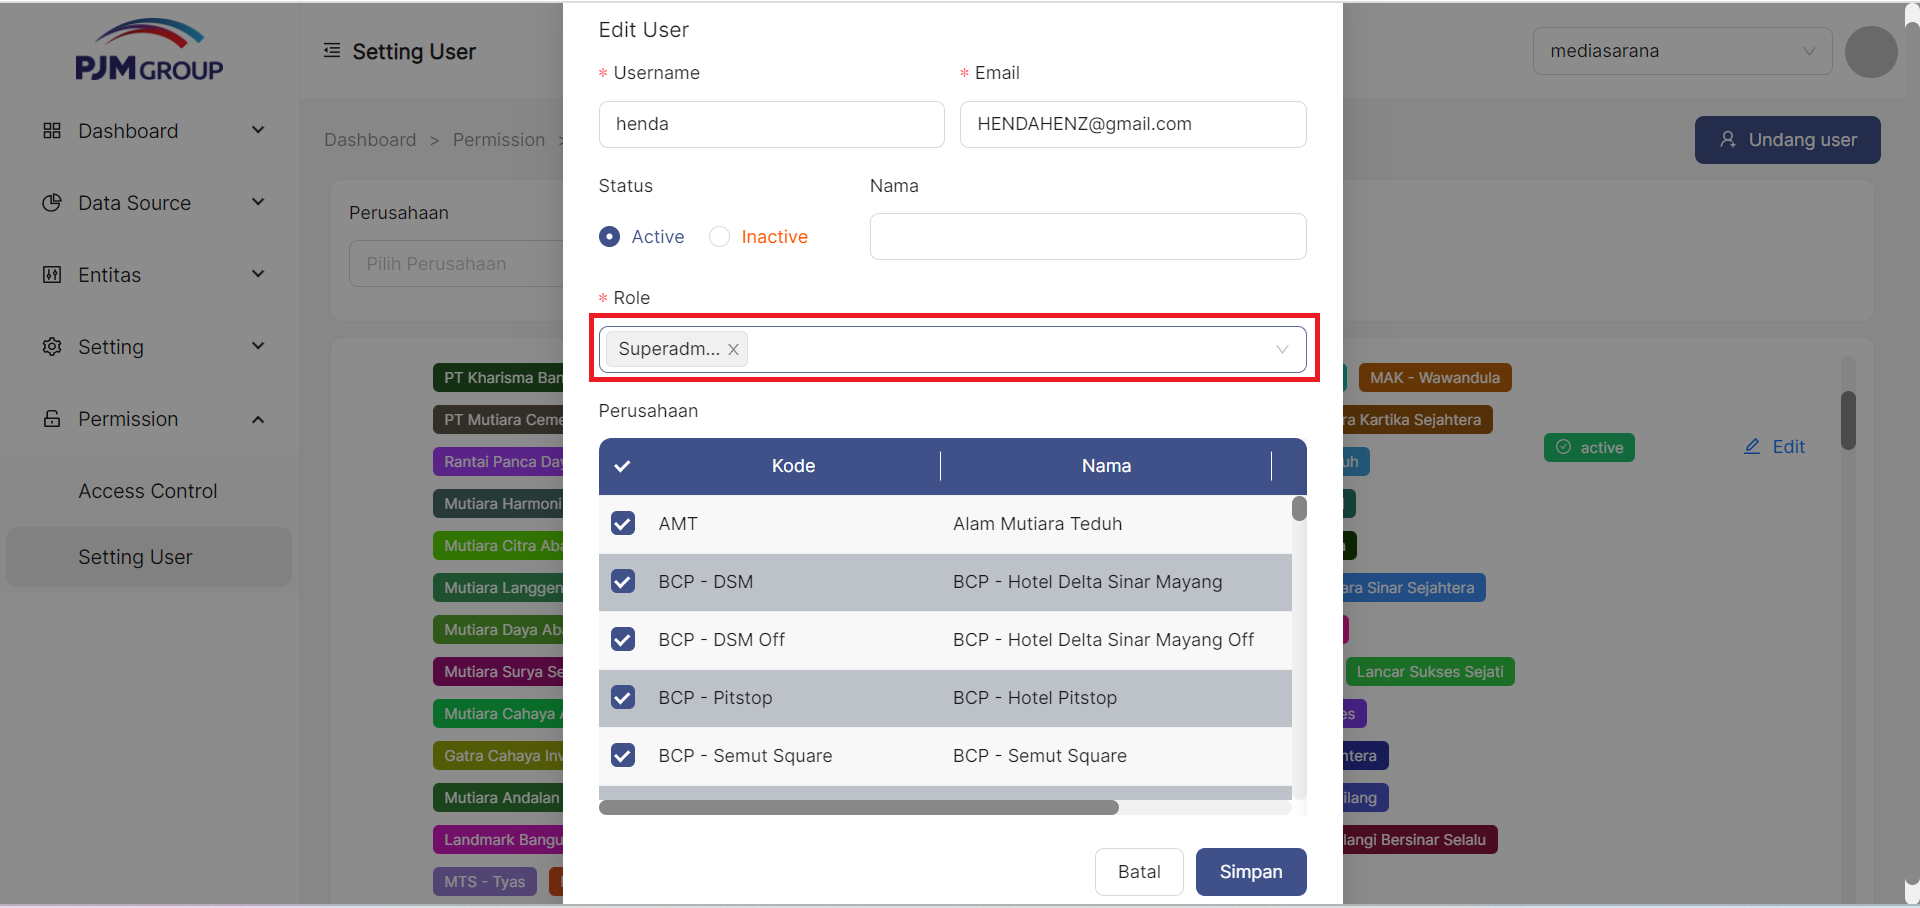 PJM GROUP
Setting User
mediasarana
Dashboard
Data Source
Entitas
Setting
Permission
Access Control
Setting User
Dashboard > Permission >
Undang user
Perusahaan
Pilih Perusahaan
PT Kharisma Ban
PT Mutiara Ceme
Rantai Panca Day
Mutiara Harmoni
Mutiara Citra Aba
Mutiara Langgen
Mutiara Daya Aba
Mutiara Surya Se
Mutiara Cahaya
Gatra Cahaya Inv
Mutiara Andalan
Landmark Bangu
MTS - Tyas
Edit User
* Username
* Email
henda
HENDAHENZ@gmail.com
Status
Nama
Active
Inactive
* Role
Superadm...
Perusahaan
Kode Nama
AMT Alam Mutiara Teduh
BCP - DSM BCP - Hotel Delta Sinar Mayang
BCP - DSM Off BCP - Hotel Delta Sinar Mayang Off
BCP - Pitstop BCP - Hotel Pitstop
BCP - Semut Square BCP - Semut Square
Batal
Simpan
MAK - Wawandula
ra Kartika Sejahtera
uh
ara Sinar Sejahtera
Lancar Sukses Sejati
es
ntera
ilang
langi Bersinar Selalu
active
Edit